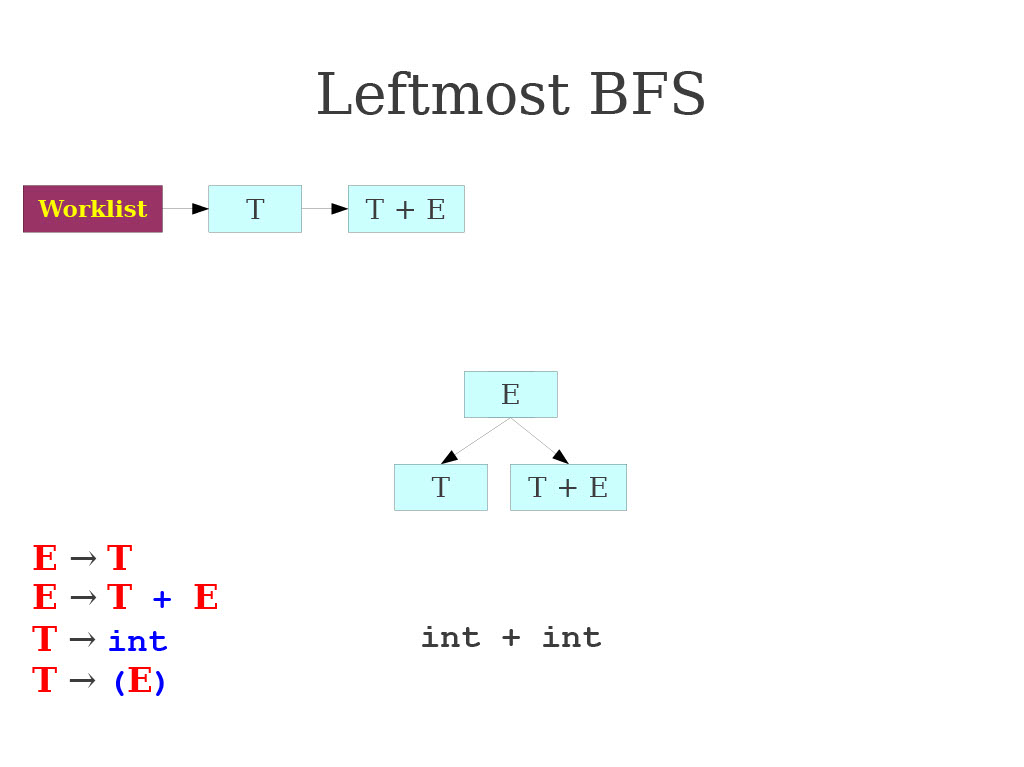 Leftmost BFS
Worklist T T + E
E
T T + E
E → T
E → T + E
T → int
T → (E)
int + int